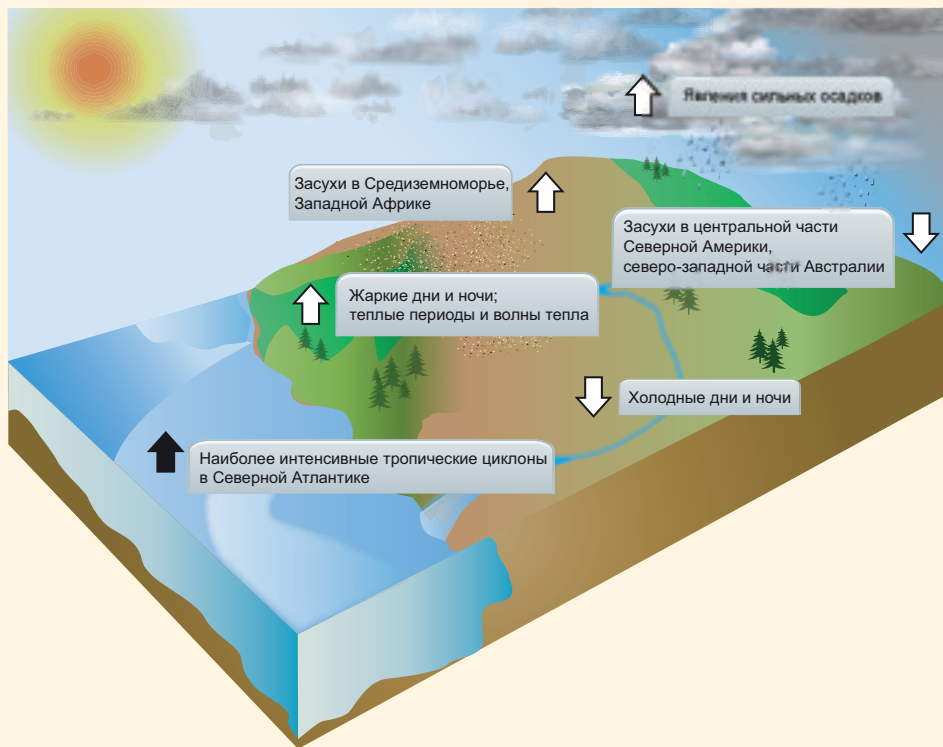 Явления сильных осадков
Засухи в Средиземноморье,
Западной Африке
Засухи в центральной части
Северной Америки,
северо-западной части Австралии
Жаркие дни и ночи;
теплые периоды и волны тепла
Холодные дни и ночи
Наиболее интенсивные тропические циклоны
в Северной Атлантике